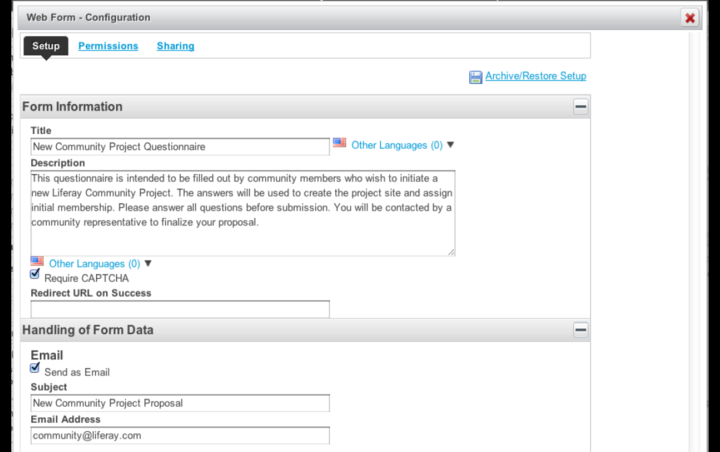 Web Form - Configuration
Setup Permissions Sharing
Archive/Restore Setup
Form Information
Title
New Community Project Questionnaire Other Languages (0) ▼
Description
This questionnaire is intended to be filled out by community members who wish to initiate a
new Liferay Community Project. The answers will be used to create the project site and assign
initial membership. Please answer all questions before submission. You will be contacted by a
community representative to finalize your proposal.
Other Languages (0) ▼
Require CAPTCHA
Redirect URL on Success
Handling of Form Data
Email
Send as Email
Subject
New Community Project Proposal
Email Address
community@liferay.com